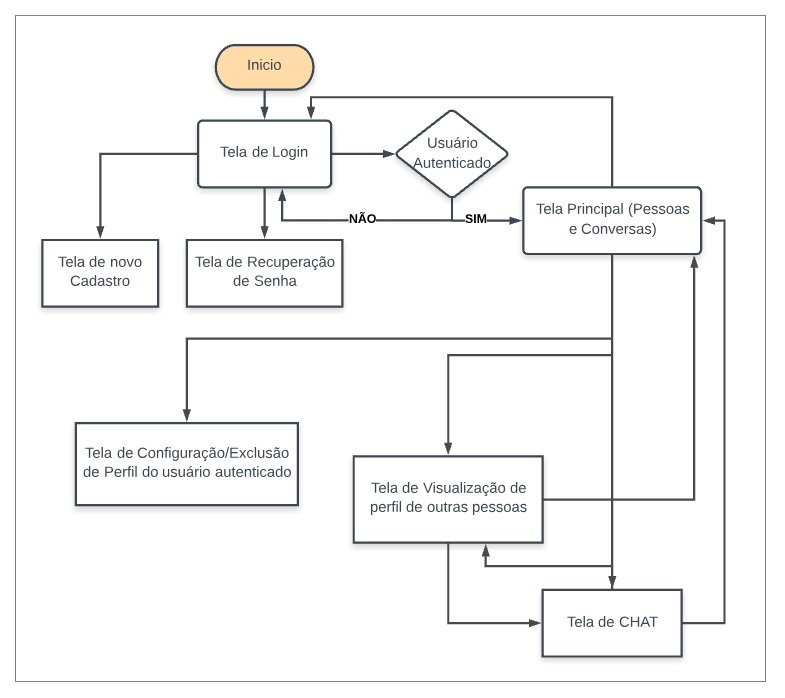 Inicio
Tela de Login
Usuário
Autenticado
NÃO
SIM
Tela Principal (Pessoas
e Conversas)
Tela de novo
Cadastro
Tela de Recuperação
de Senha
Tela de Configuração/Exclusão
de Perfil do usuário autenticado
Tela de Visualização de
perfil de outras pessoas
Tela de CHAT